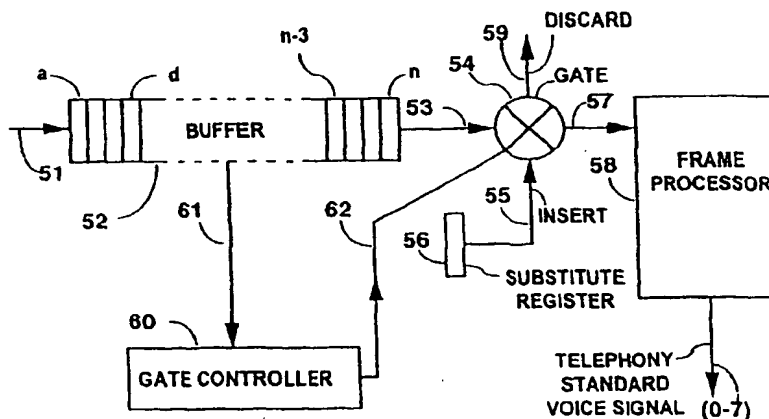 DISCARD
59
n-3
54
a
d
n
GATE
53
57
BUFFER
51
52
58
FRAME
PROCESSOR
61
62
55
INSERT
56
SUBSTITUTE
REGISTER
60
GATE CONTROLLER
TELEPHONY
STANDARD
VOICE SIGNAL
(0-7)